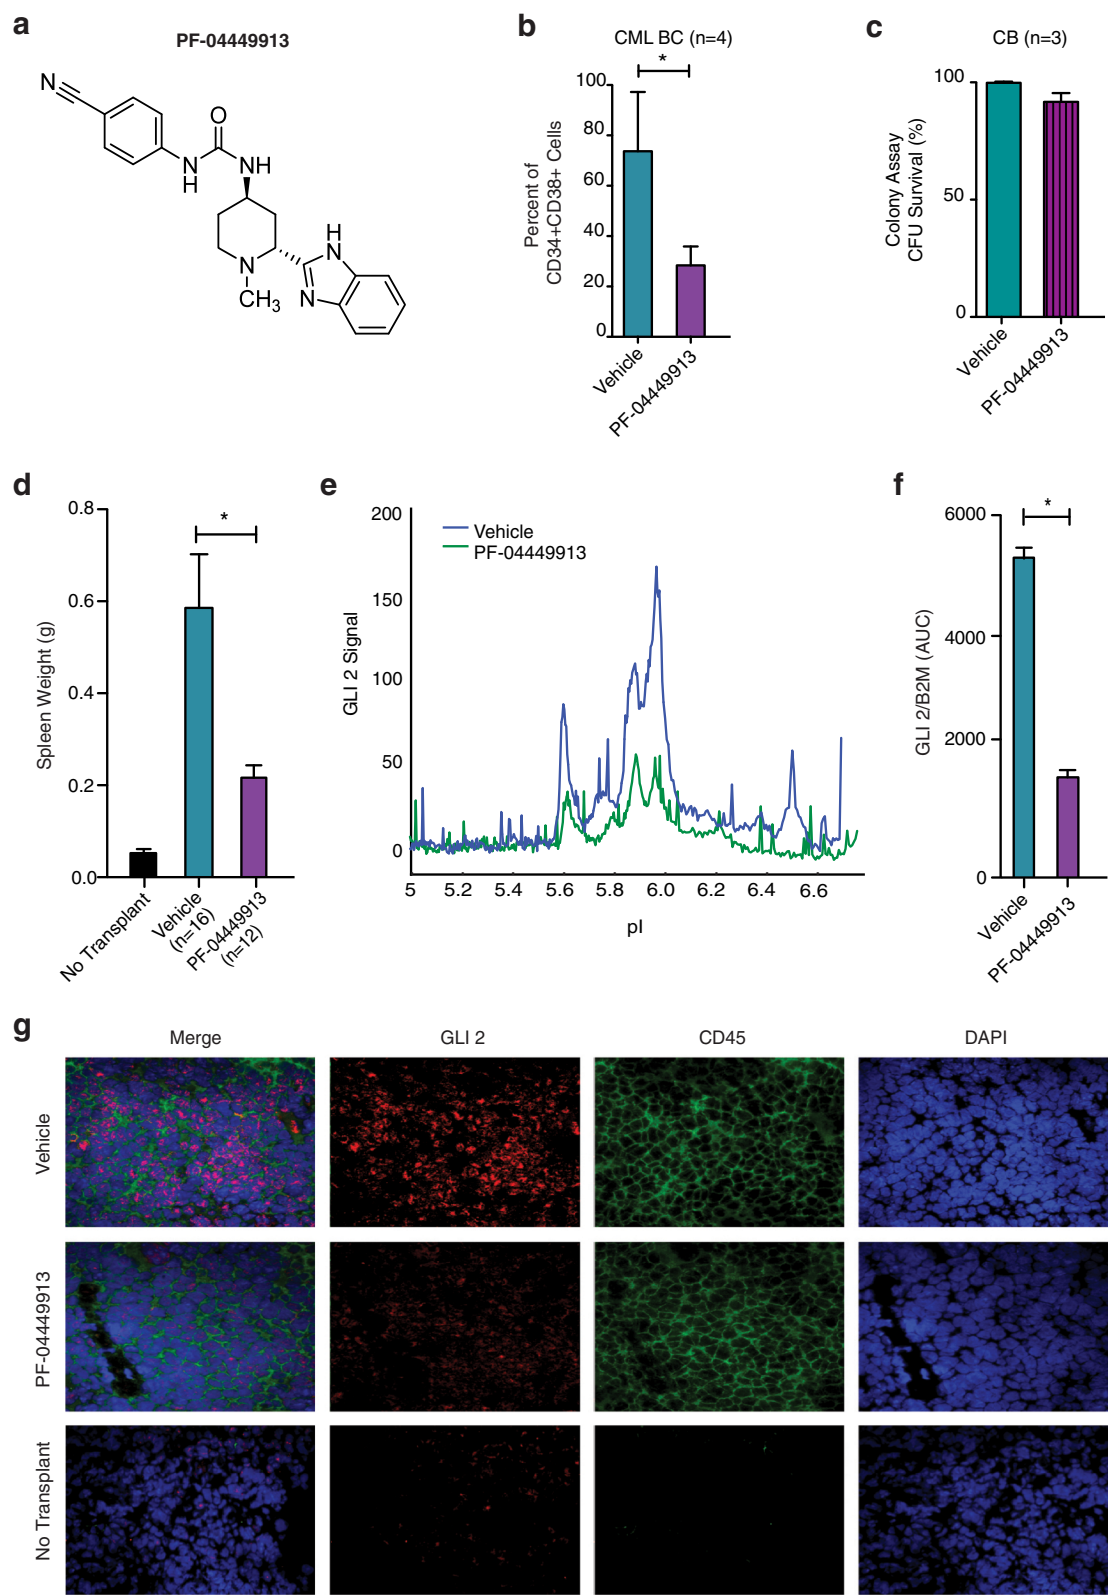 a
PF-04449913
N
O
N
H
NH
N
CH3
H
N
N
b
CML BC (n=4)
*
Percent of
CD34+CD38+ Cells
100
80
60
40
20
0
Vehicle
PF-04449913
c
CB (n=3)
Colony Assay
CFU Survival (%)
100
50
0
Vehicle
PF-04449913
d
*
Spleen Weight (g)
0.8
0.6
0.4
0.2
0.0
No Transplant
Vehicle
(n=16)
PF-04449913
(n=12)
e
Vehicle
PF-04449913
GLI 2 Signal
200
150
100
50
0
5 5.2 5.4 5.6 5.8 6.0 6.2 6.4 6.6
pI
f
*
GLI 2/B2M (AUC)
6000
4000
2000
0
Vehicle
PF-04449913
g
Merge GLI 2 CD45 DAPI
Vehicle
PF-04449913
No Transplant